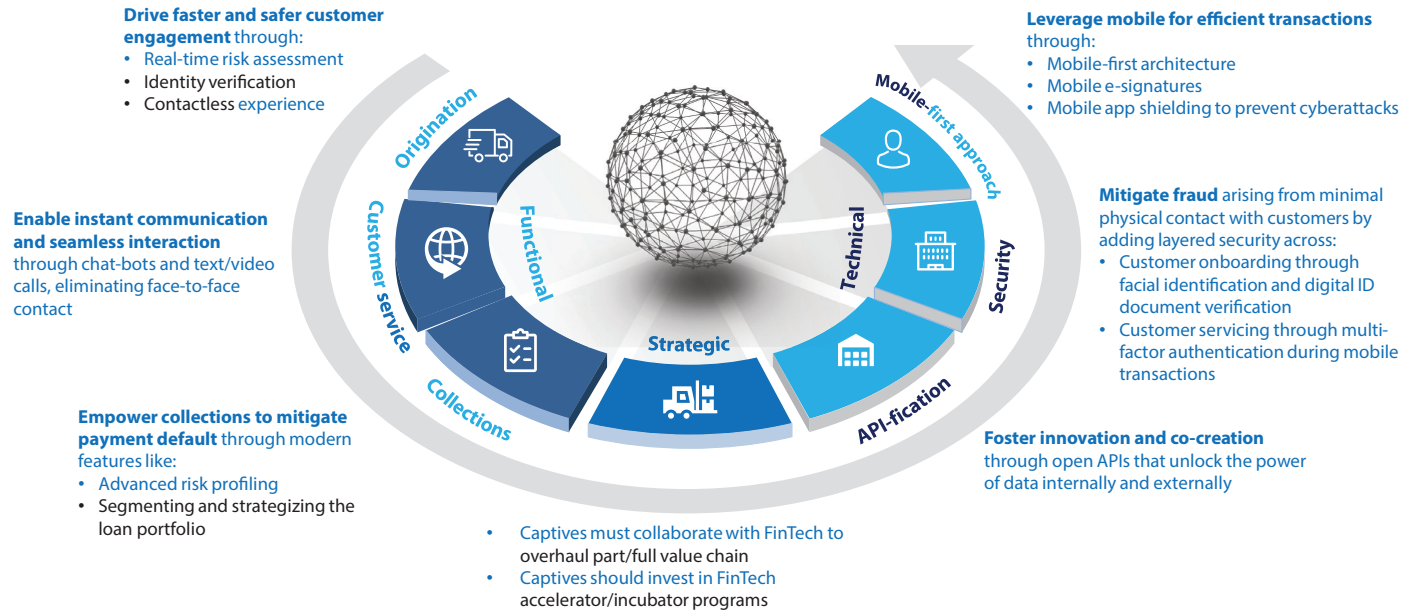 Drive faster and safer customer
engagement through:
• Real-time risk assessment
• Identity verification
• Contactless experience
Enable instant communication
and seamless interaction
through chat-bots and text/video
calls, eliminating face-to-face
contact
Empower collections to mitigate
payment default through modern
features like:
• Advanced risk profiling
• Segmenting and strategizing the
loan portfolio
Origination
Customer service
Collections
Functional
Strategic
Technical
Mobile-first approach
Security
API-fication
• Captives must collaborate with FinTech to
overhaul part/full value chain
• Captives should invest in FinTech
accelerator/incubator programs
Leverage mobile for efficient transactions
through:
• Mobile-first architecture
• Mobile e-signatures
• Mobile app shielding to prevent cyberattacks
Mitigate fraud arising from minimal
physical contact with customers by
adding layered security across:
• Customer onboarding through
facial identification and digital ID
document verification
• Customer servicing through multi-
factor authentication during mobile
transactions
Foster innovation and co-creation
through open APIs that unlock the power
of data internally and externally